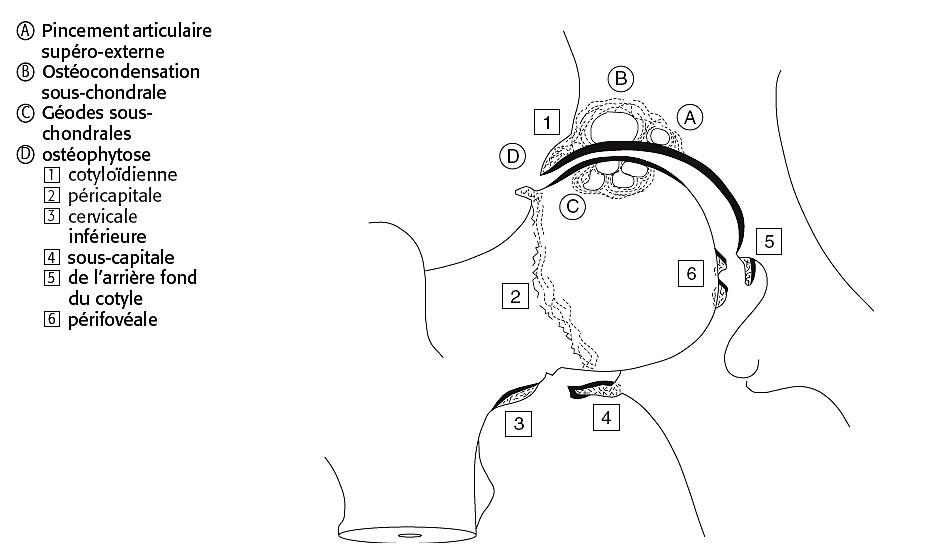 A Pincement articulaire
supéro-externe
B Ostéocondensation
sous-chondrale
C Géodes sous-
chondrales
D ostéophytose
1 cotyloïdienne
2 péricapitale
3 cervicale
inférieure
4 sous-capitale
5 de l'arrière fond
du cotyle
6 périfovéale
B
A
1
D
C
5
6
2
3
4